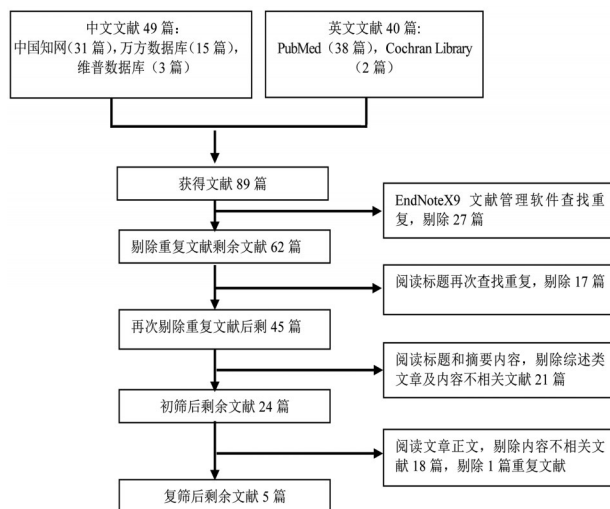 中文文献 49 篇：
中国知网（31 篇），万方数据库（15 篇），
维普数据库（3 篇）
英文文献 40 篇:
PubMed（38 篇），Cochran Library
（2 篇）
获得文献 89 篇
EndNoteX9 文献管理软件查找重
复，剔除 27 篇
剔除重复文献剩余文献 62 篇
阅读标题再次查找重复，剔除 17 篇
再次剔除重复文献后剩 45 篇
阅读标题和摘要内容，剔除综述类
文章及内容不相关文献 21 篇
初筛后剩余文献 24 篇
阅读文章正文，剔除内容不相关文
献 18 篇，剔除 1 篇重复文献
复筛后剩余文献 5 篇